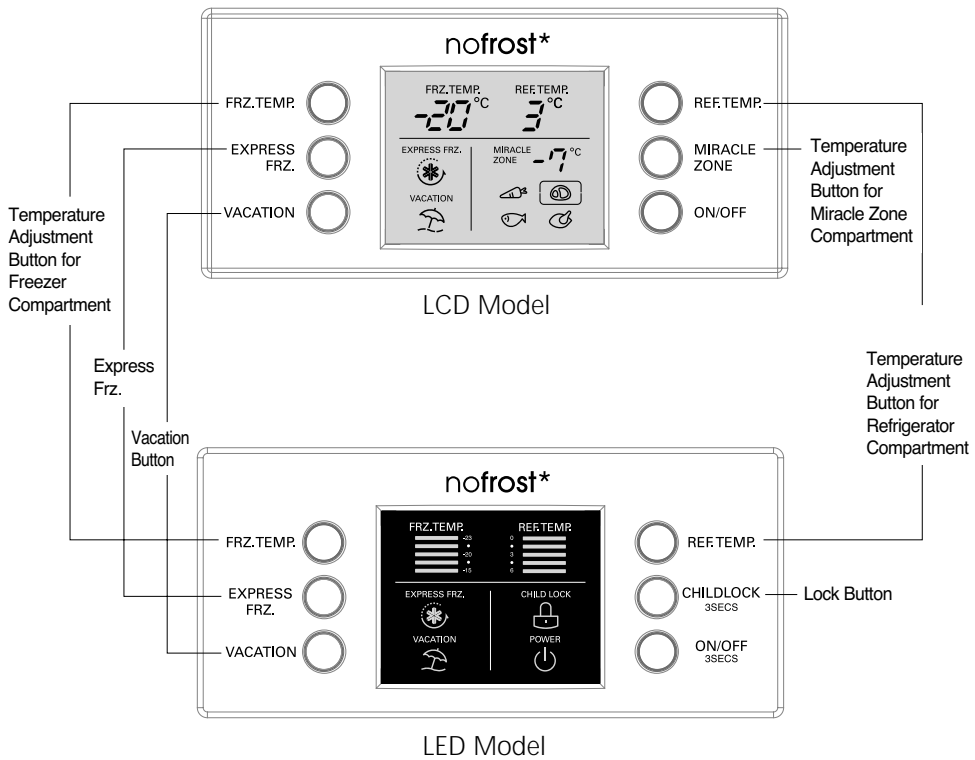 nofrost*
FRZ.TEMP.
EXPRESS
FRZ.
VACATION
FRZ.TEMP. REF.TEMP.
-20 °C 3 °C
EXPRESS FRZ.
VACATION
MIRACLE
ZONE -7 °C
REF.TEMP.
MIRACLE
ZONE
ON/OFF
LCD Model
Temperature
Adjustment
Button for
Freezer
Compartment
Express
Frz.
Vacation
Button
Temperature
Adjustment
Button for
Miracle Zone
Compartment
Temperature
Adjustment
Button for
Refrigerator
Compartment
nofrost*
FRZ.TEMP.
EXPRESS
FRZ.
VACATION
FRZ.TEMP. REF.TEMP.
-23 0
-20 3
-15 6
EXPRESS FRZ. CHILD LOCK
VACATION POWER
REF.TEMP.
CHILDLOCK
3SECS
ON/OFF
3SECS
Lock Button
LED Model